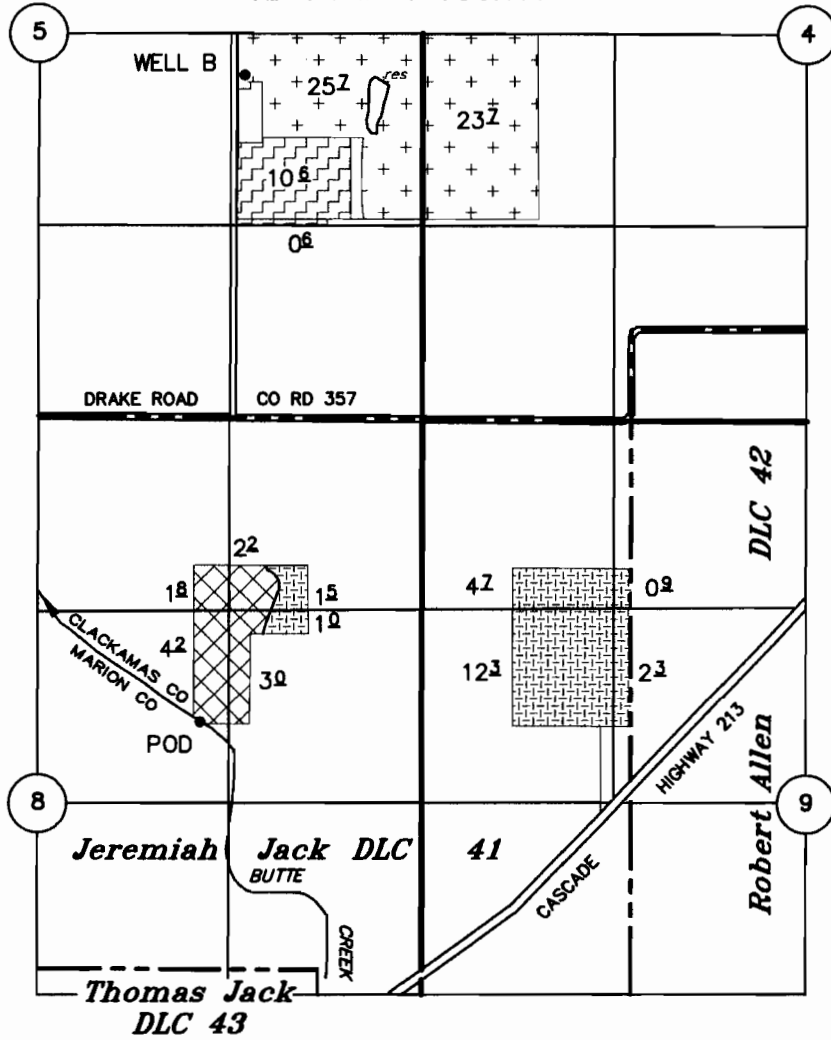 5
4
WELL B
res
25 7
23 7
10 6
0 6
DRAKE ROAD CO RD 357
DLC 42
2 2
1 8
1 5
4 7
0 9
1 0
CLACKAMAS CO
MARION CO
4 2
3 0
12 3
2 3
POD
HIGHWAY 213
8
9
Jeremiah Jack DLC 41
BUTTE
CREEK
CASCADE
Robert Allen
Thomas Jack
DLC 43